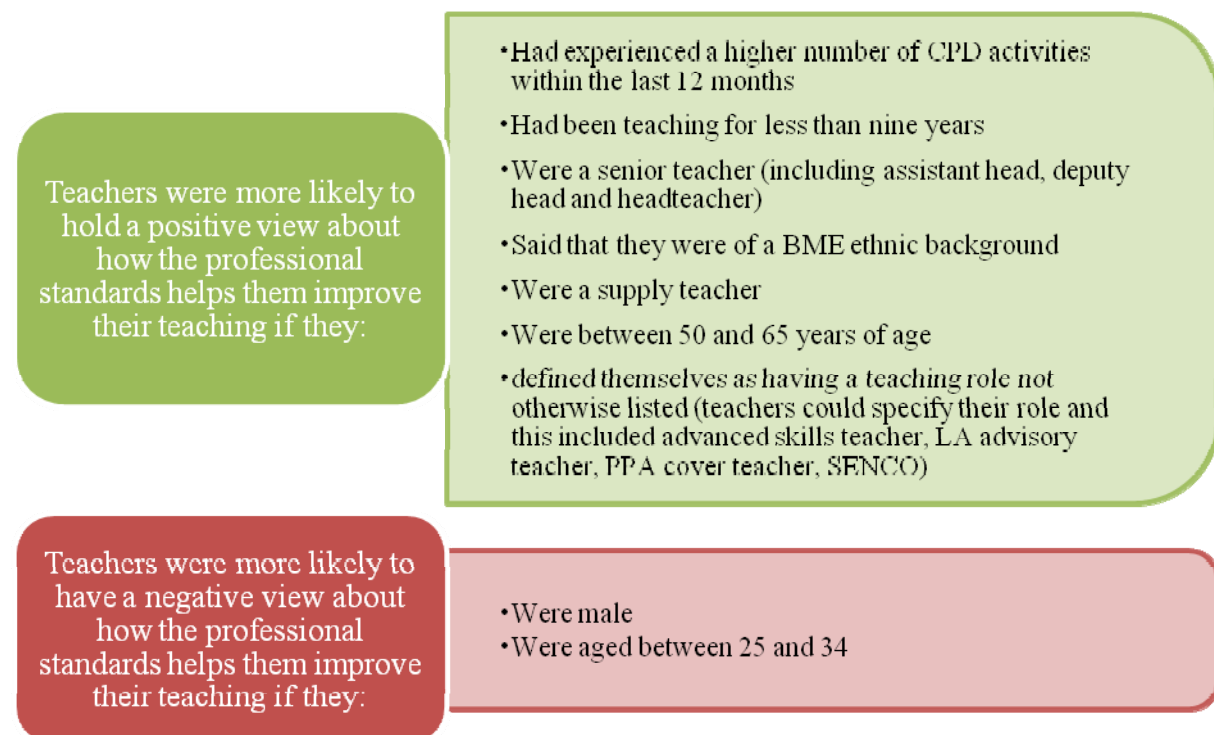 Teachers were more likely to
hold a positive view about
how the professional
standards helps them improve
their teaching if they:
•Had experienced a higher number of CPD activities
within the last 12 months
•Had been teaching for less than nine years
•Were a senior teacher (including assistant head, deputy
head and headteacher)
•Said that they were of a BME ethnic background
•Were a supply teacher
•Were between 50 and 65 years of age
•defined themselves as having a teaching role not
otherwise listed (teachers could specify their role and
this included advanced skills teacher, LA advisory
teacher, PPA cover teacher, SENCO)
Teachers were more likely to
have a negative view about
how the professional
standards helps them improve
their teaching if they:
•Were male
•Were aged between 25 and 34